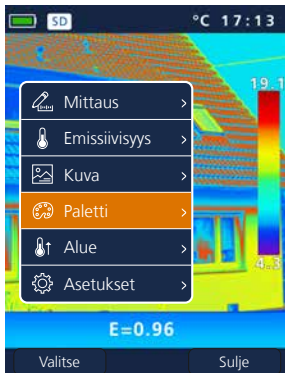 SD °C 17:13
19.1
Mittaus
Emissiivisyys
Kuva
Paletti
Alue
Asetukset
4.3
E=0.96
Valitse Sulje